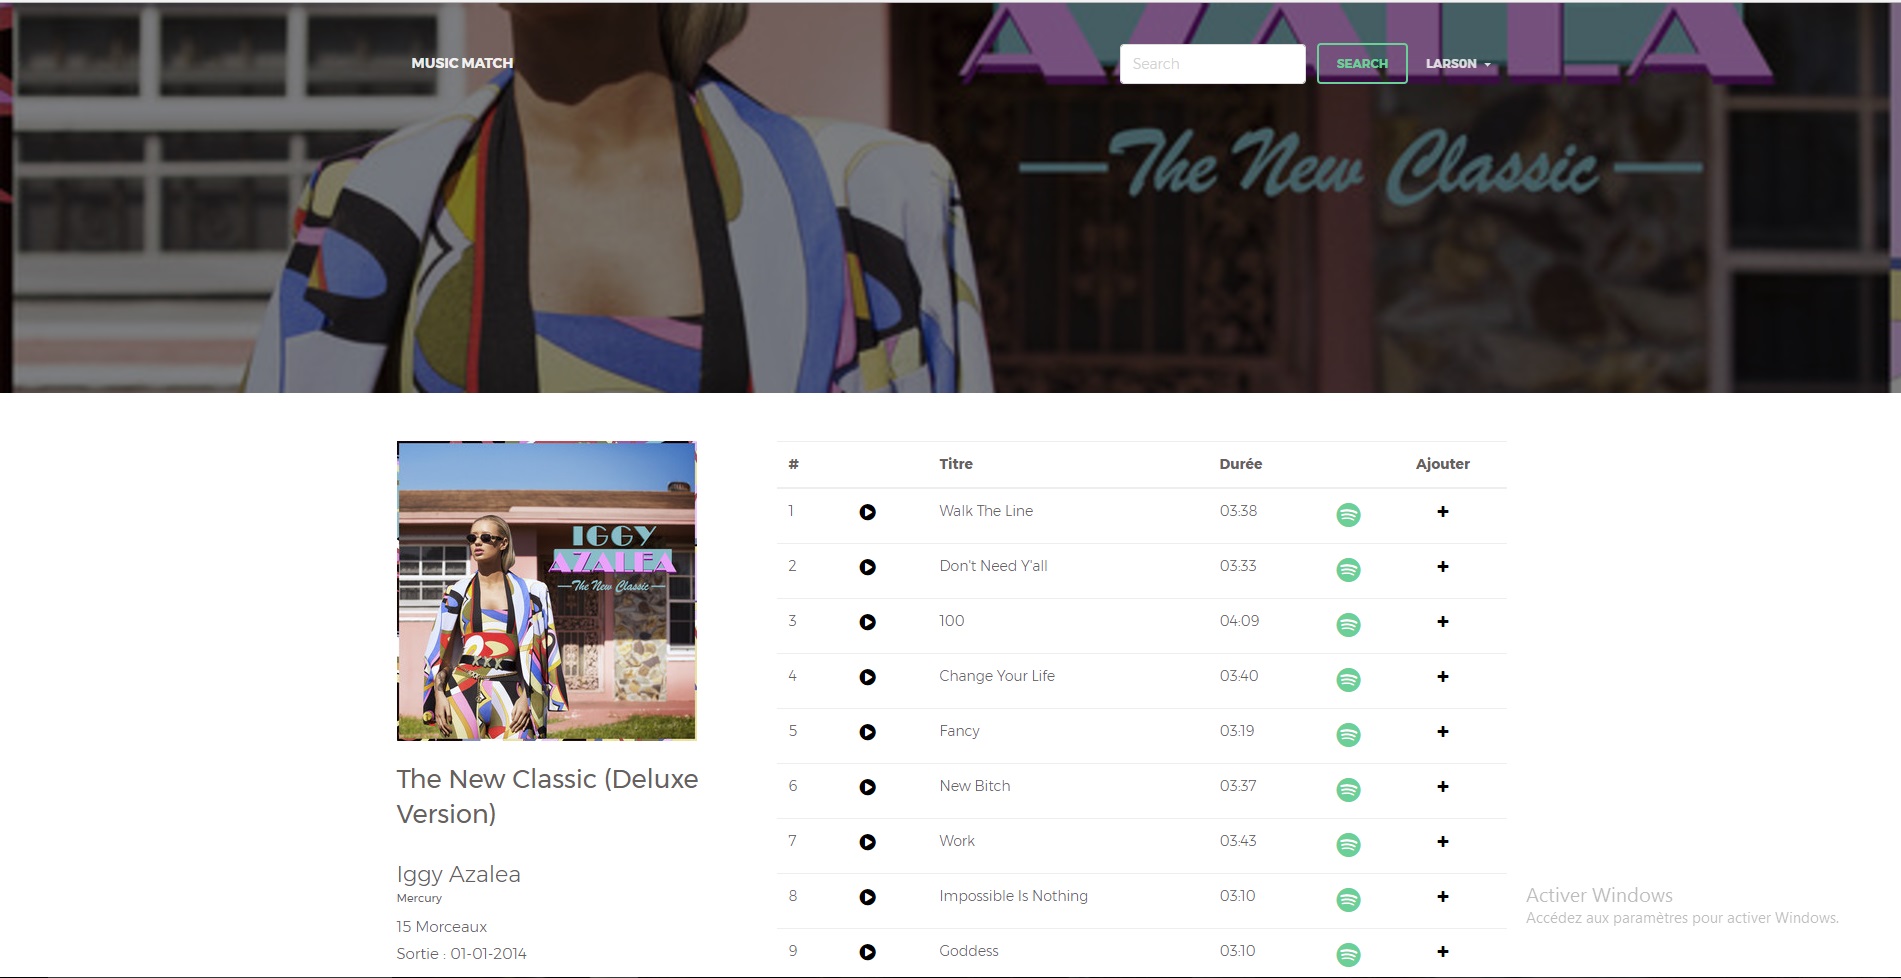 AZALEA
MUSIC MATCH
Search
SEARCH
LARS0N
The New Classic
IGGY
AZALEA
The New Classic
The New Classic (Deluxe
Version)
Iggy Azalea
Mercury
15 Morceaux
Sortie : 01-01-2014
# Titre Durée Ajouter
1 Walk The Line 03:38 +
2 Don't Need Y'all 03:33 +
3 100 04:09 +
4 Change Your Life 03:40 +
5 Fancy 03:19 +
6 New Bitch 03:37 +
7 Work 03:43 +
8 Impossible Is Nothing 03:10 +
9 Goddess 03:10 +
Activer Windows
Accédez aux paramètres pour activer Windows.